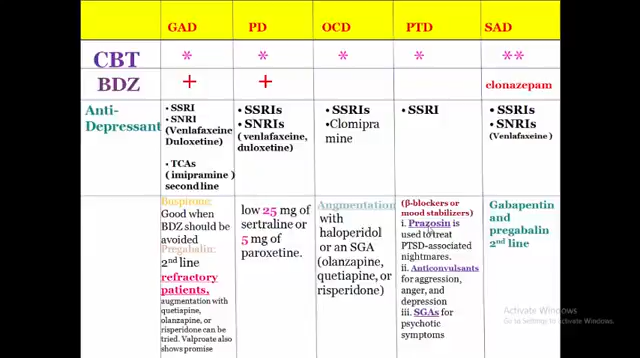 GAD PD OCD PTD SAD
CBT * * * * **
BDZ + + clonazepam
Anti-
Depressant
• SSRI
• SNRI
(Venlafaxine
Duloxetine)
• TCAs
(imipramine)
second line
• SSRIs
• SNRIs
(venlafaxeine,
duloxetine)
• SSRIs
•Clomipra
mine
• SSRI
• SSRIs
• SNRIs
(Venlafaxeine)
Buspirone:
Good when
BDZ should be
avoided
Pregabalin:
2nd line
refractory
patients,
augmentation with
quetiapine,
olanzapine, or
risperidone can be
tried. Valproate also
shows promise
low 25 mg of
sertraline or
5 mg of
paroxetine.
Augmentation
with
haloperidol
or an SGA
(olanzapine,
quetiapine, or
risperidone)
(β-blockers or
mood stabilizers)
i. Prazosin is
used to treat
PTSD-associated
nightmares.
ii. Anticonvulsants
for aggression,
anger, and
depression
iii. SGAs for
psychotic
symptoms
Gabapentin
and
pregabalin
2nd line
Activate Windows
Go to Settings to activate Windows.